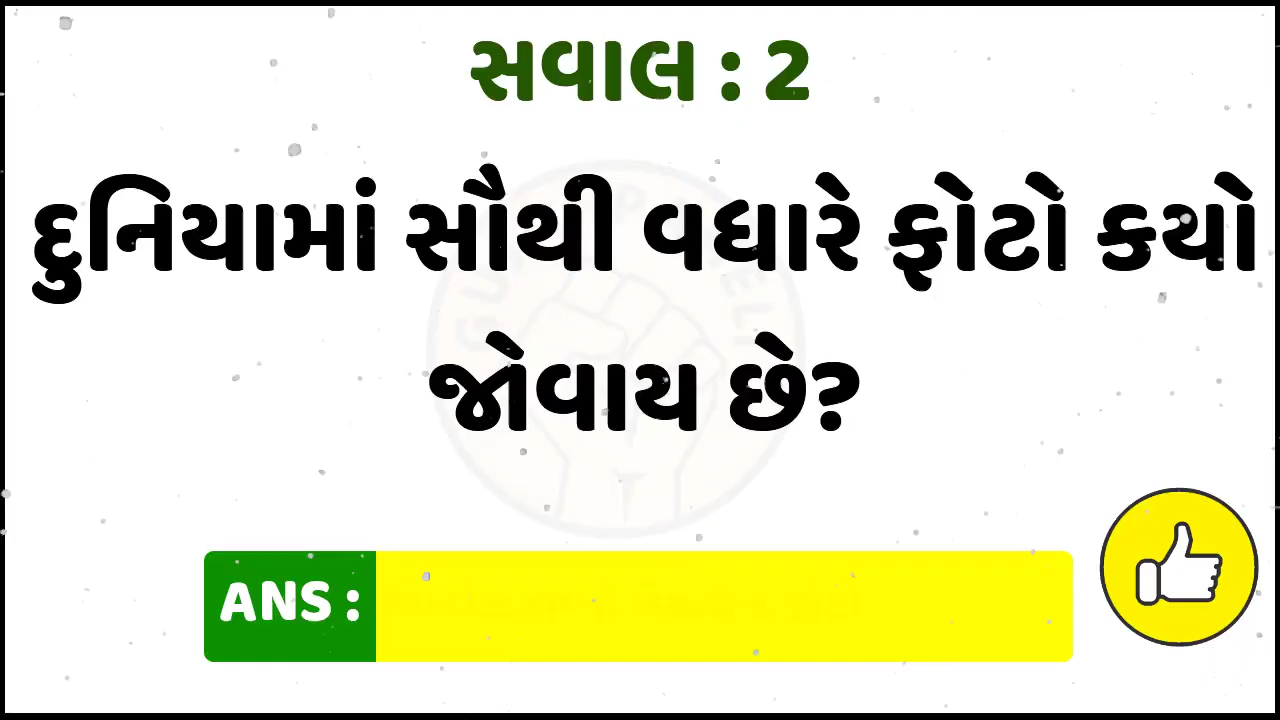 સવાલ : 2
દુનિયામાં સૌથી વધારે ફોટો કયો
જોવાય છે?
ANS :